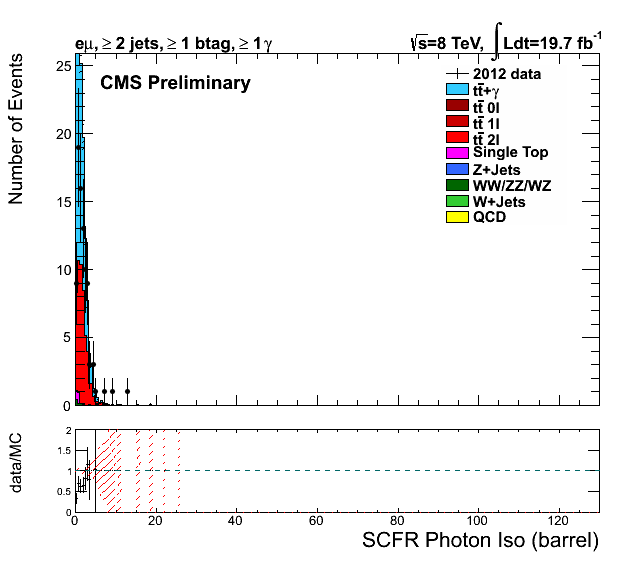 eμ, ≥ 2 jets, ≥ 1 btag, ≥ 1 γ
√s=8 TeV, ∫ Ldt=19.7 fb⁻¹
CMS Preliminary
2012 data
tt̄+γ
tt̄ 0l
tt̄ 1l
tt̄ 2l
Single Top
Z+Jets
WW/ZZ/WZ
W+Jets
QCD
Number of Events
25
20
15
10
5
0
data/MC
2
1.5
1
0.5
0
0 20 40 60 80 100 120
SCFR Photon Iso (barrel)